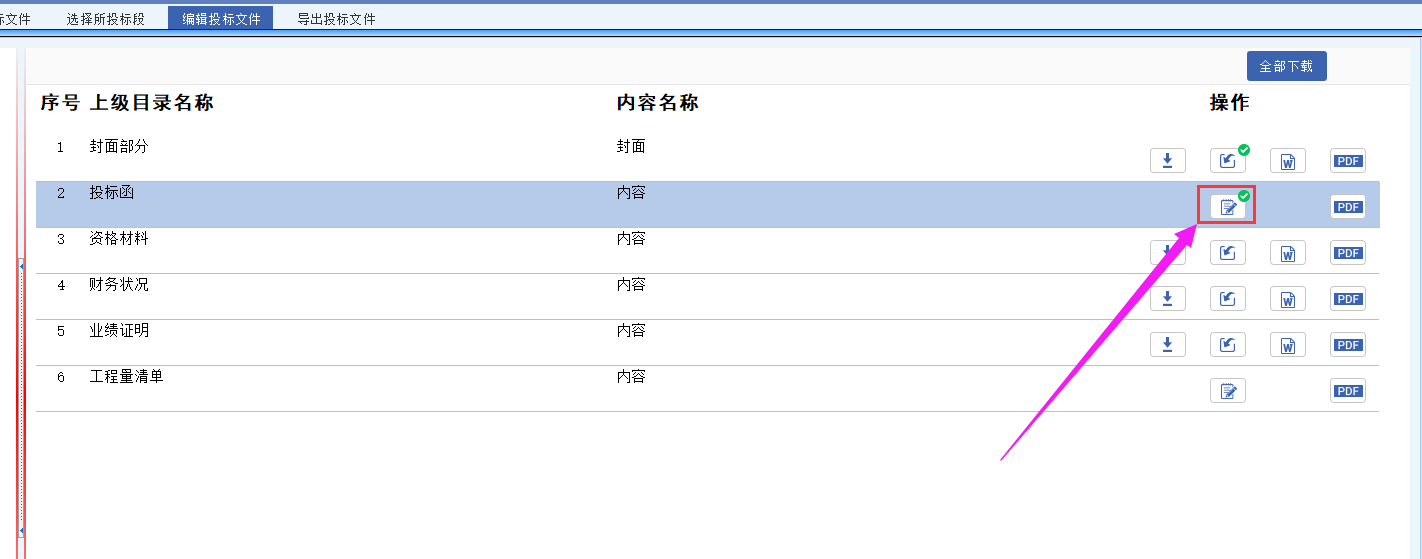 标文件 选择所投标段 编辑投标文件 导出投标文件
全部下载
序号 上级目录名称 内容名称 操作
1 封面部分 封面 W PDF
2 投标函 内容 PDF
3 资格材料 内容 W PDF
4 财务状况 内容 W PDF
5 业绩证明 内容 W PDF
6 工程量清单 内容 PDF